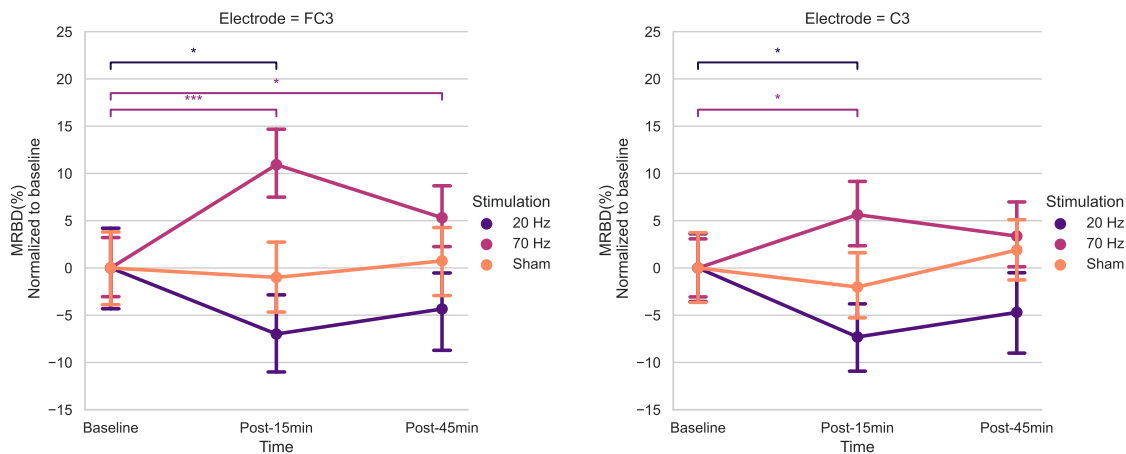 Electrode = FC3
25
20
15
10
5
0
−5
−10
−15
MRBD(%)
Normalized to baseline
*
*
***
Baseline
Post-15min
Post-45min
Time
Stimulation
20 Hz
70 Hz
Sham
Electrode = C3
25
20
15
10
5
0
−5
−10
−15
MRBD(%)
Normalized to baseline
*
*
Baseline
Post-15min
Post-45min
Time
Stimulation
20 Hz
70 Hz
Sham